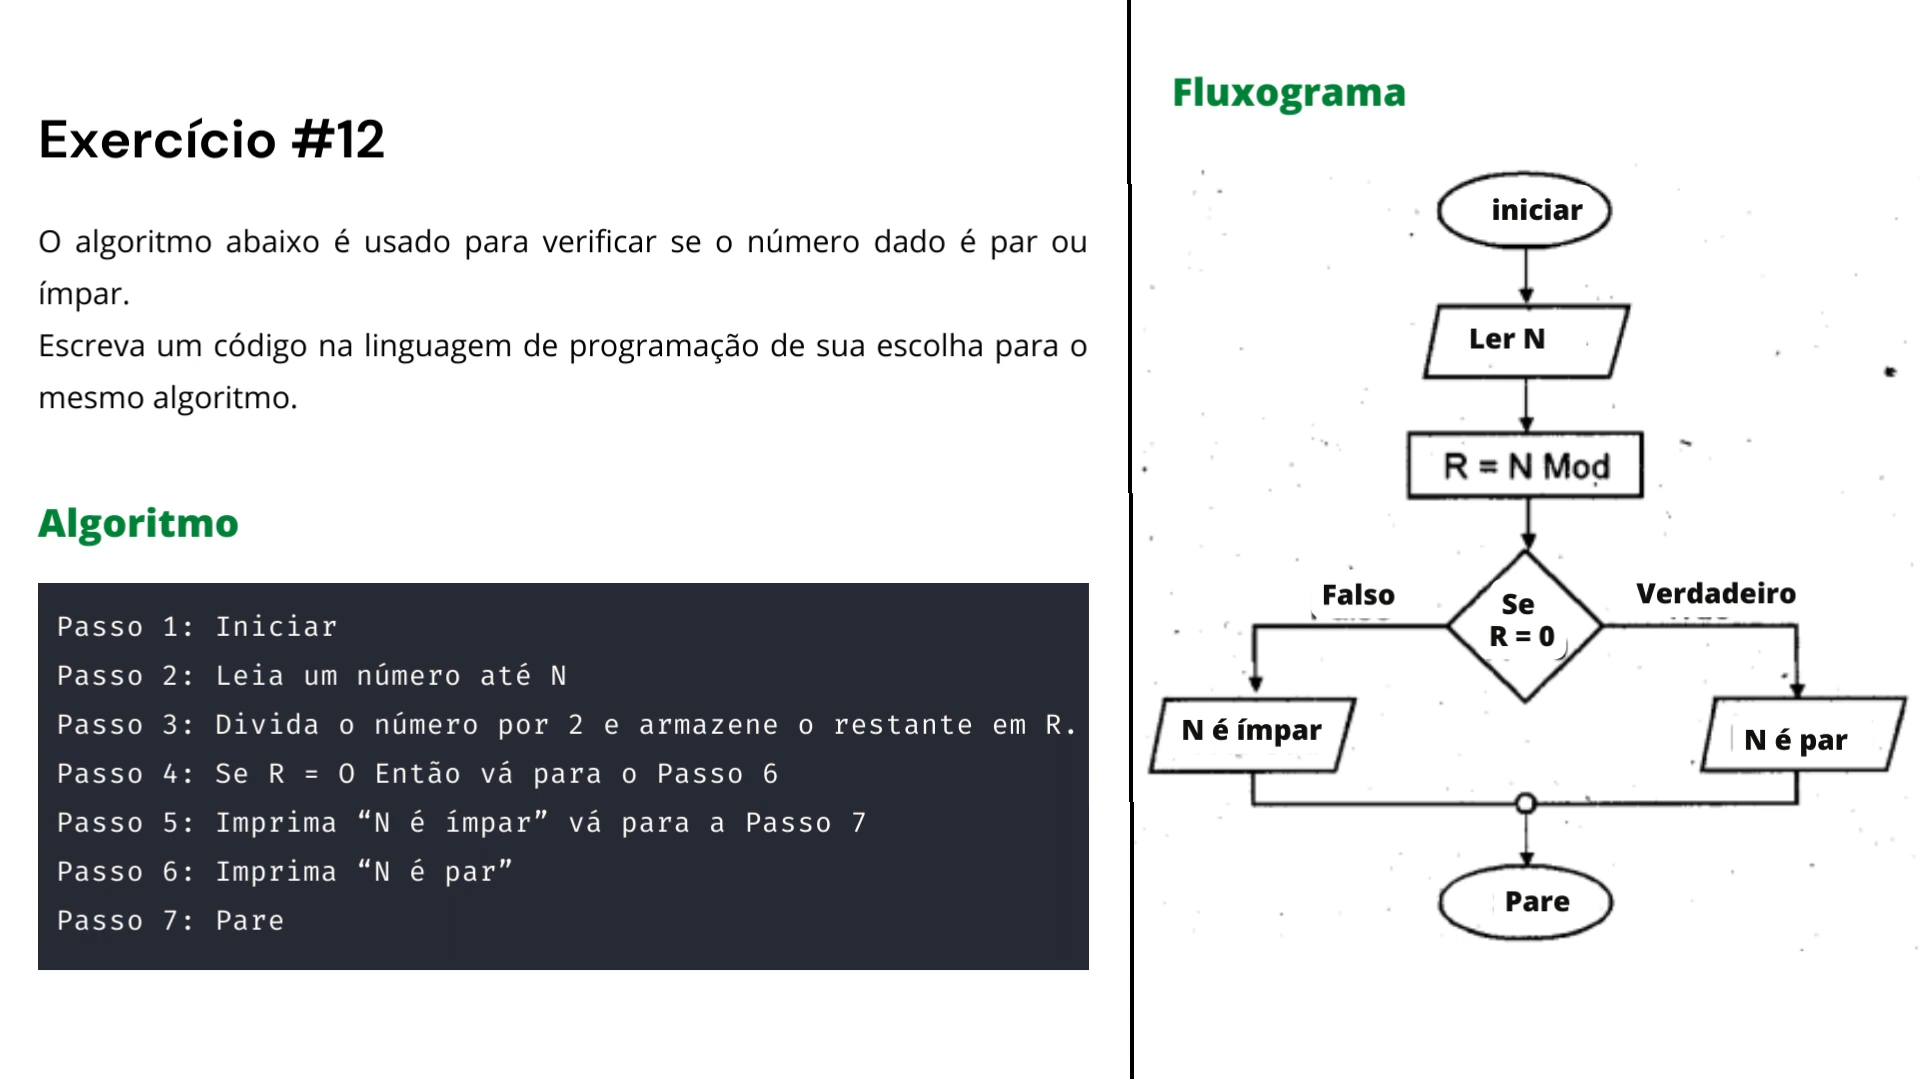 Exercício #12
O algoritmo abaixo é usado para verificar se o número dado é par ou
ímpar.
Escreva um código na linguagem de programação de sua escolha para o
mesmo algoritmo.
Algoritmo
Passo 1: Iniciar
Passo 2: Leia um número até N
Passo 3: Divida o número por 2 e armazene o restante em R.
Passo 4: Se R = O Então vá para o Passo 6
Passo 5: Imprima “N é ímpar” vá para a Passo 7
Passo 6: Imprima “N é par”
Passo 7: Pare
Fluxograma
iniciar
Ler N
R = N Mod
Falso
Se
R = 0
Verdadeiro
N é ímpar
N é par
Pare